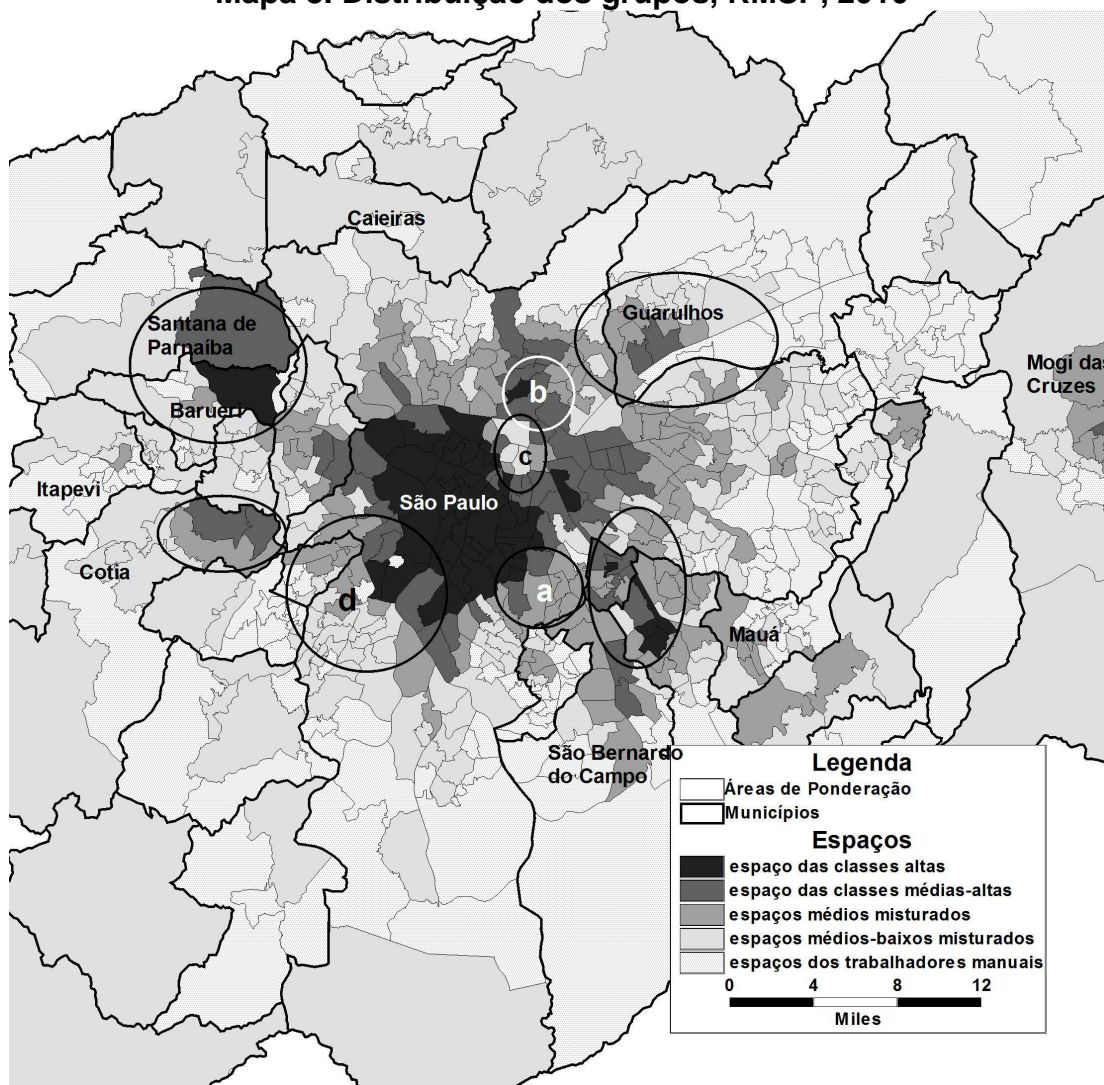 Mapa 3. Distribuição dos grupos, RMSP, 2010
Caieiras
Guarulhos
Santana de
Parnaíba
Mogi das
Cruzes
b
Barueri
c
Itapevi
São Paulo
Cotia
a
d
Mauá
São Bernardo
do Campo
Legenda
Áreas de Ponderação
Municípios
Espaços
espaço das classes altas
espaço das classes médias-altas
espaços médios misturados
espaços médios-baixos misturados
espaços dos trabalhadores manuais
0 4 8 12
Miles